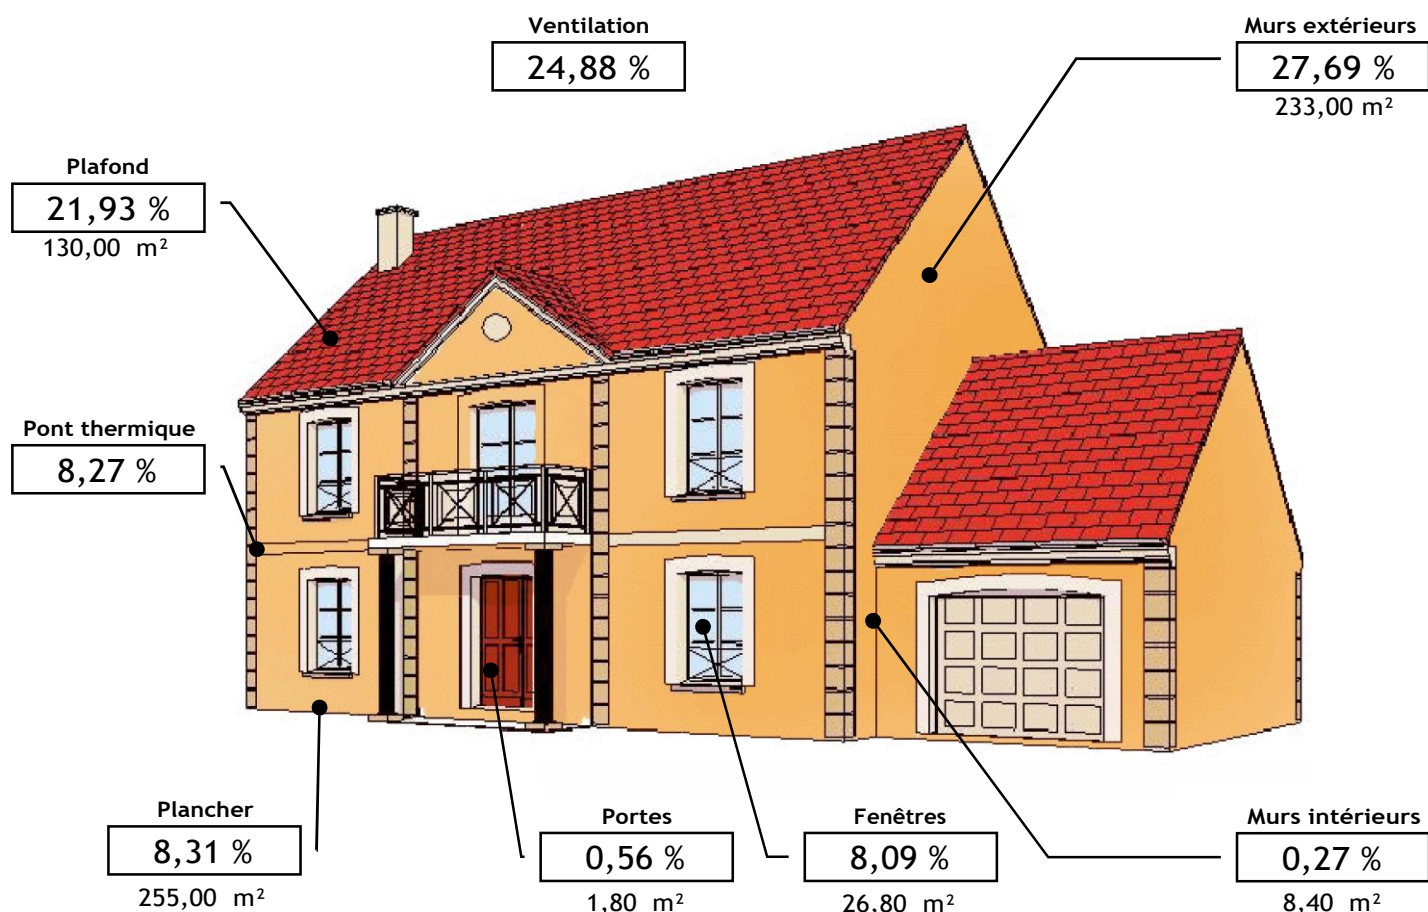 Ventilation
24,88 %
Murs extérieurs
27,69 %
233,00 m²
Plafond
21,93 %
130,00 m²
Pont thermique
8,27 %
Plancher
8,31 %
255,00 m²
Portes
0,56 %
1,80 m²
Fenêtres
8,09 %
26,80 m²
Murs intérieurs
0,27 %
8,40 m²